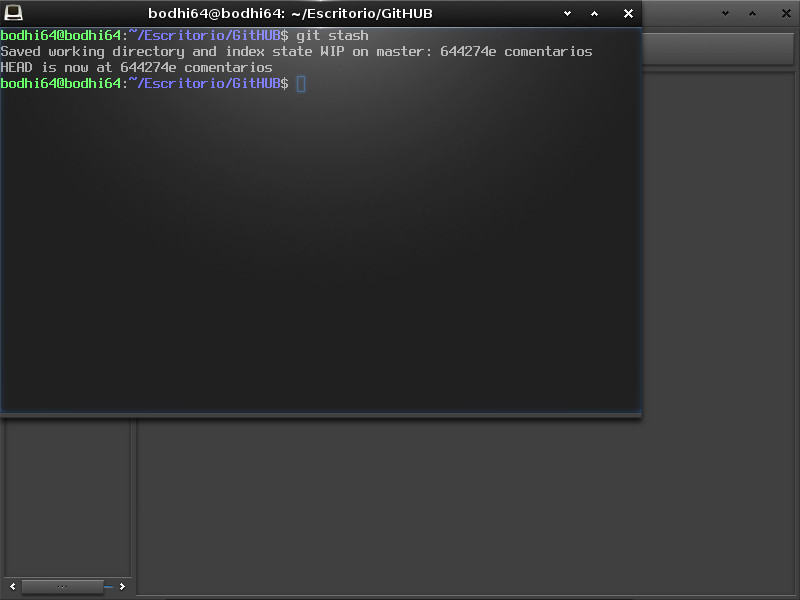 bodhi64@bodhi64: ~/Escritorio/GitHUB
bodhi64@bodhi64:~/Escritorio/GitHUB$ git stash
Saved working directory and index state WIP on master: 644274e comentarios
HEAD is now at 644274e comentarios
bodhi64@bodhi64:~/Escritorio/GitHUB$